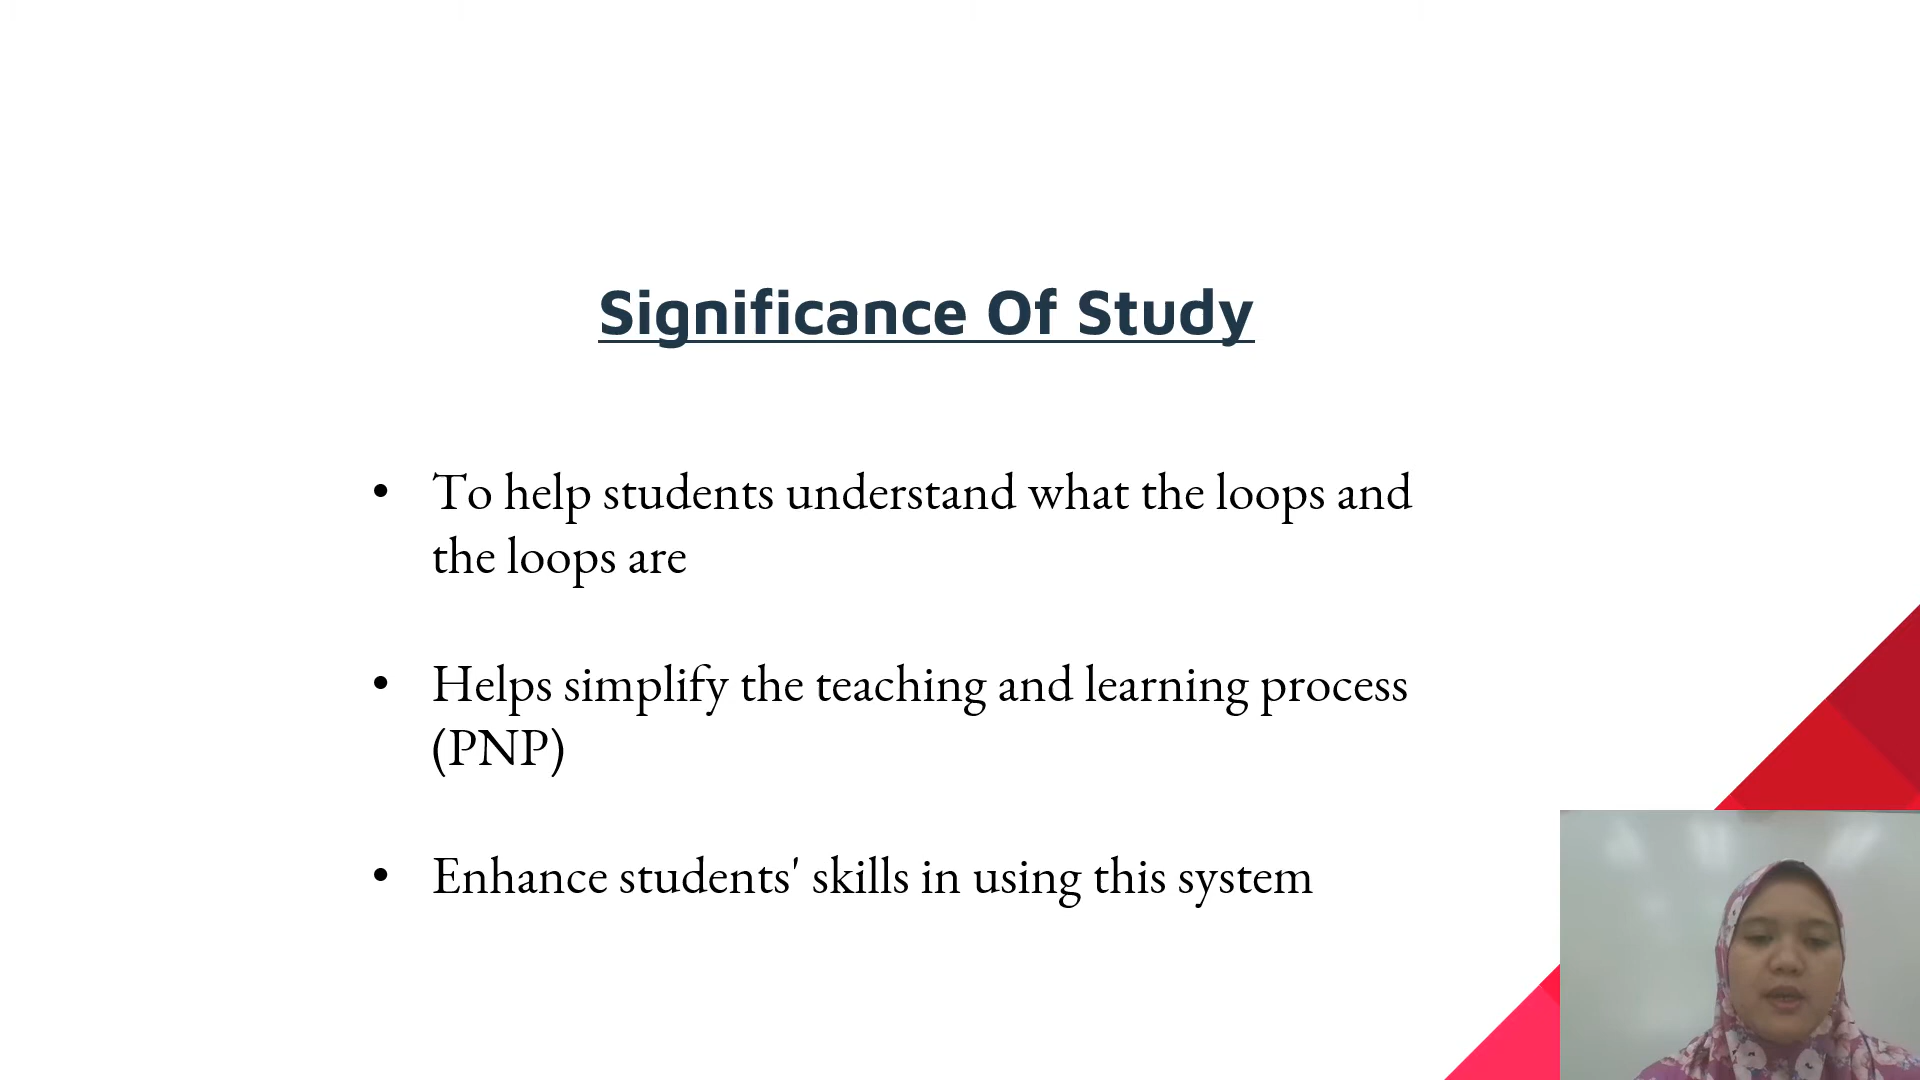 Significance Of Study
• To help students understand what the loops and
the loops are
• Helps simplify the teaching and learning process
(PNP)
• Enhance students' skills in using this system